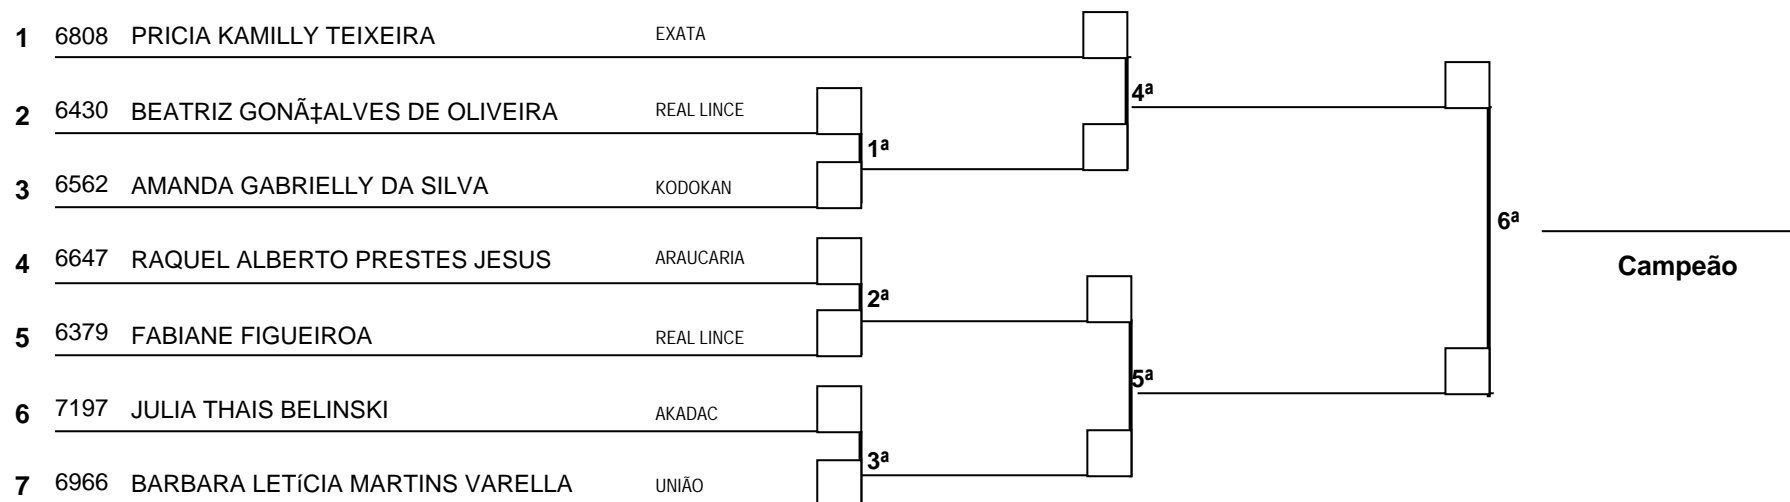 1 6808 PRICIA KAMILLY TEIXEIRA EXATA
4ª
2 6430 BEATRIZ GONÃ‡ALVES DE OLIVEIRA REAL LINCE
1ª
3 6562 AMANDA GABRIELLY DA SILVA KODOKAN
6ª
4 6647 RAQUEL ALBERTO PRESTES JESUS ARAUCARIA
Campeão
2ª
5 6379 FABIANE FIGUEIROA REAL LINCE
5ª
6 7197 JULIA THAIS BELINSKI AKADAC
3ª
7 6966 BARBARA LETíCIA MARTINS VARELLA UNIÃO